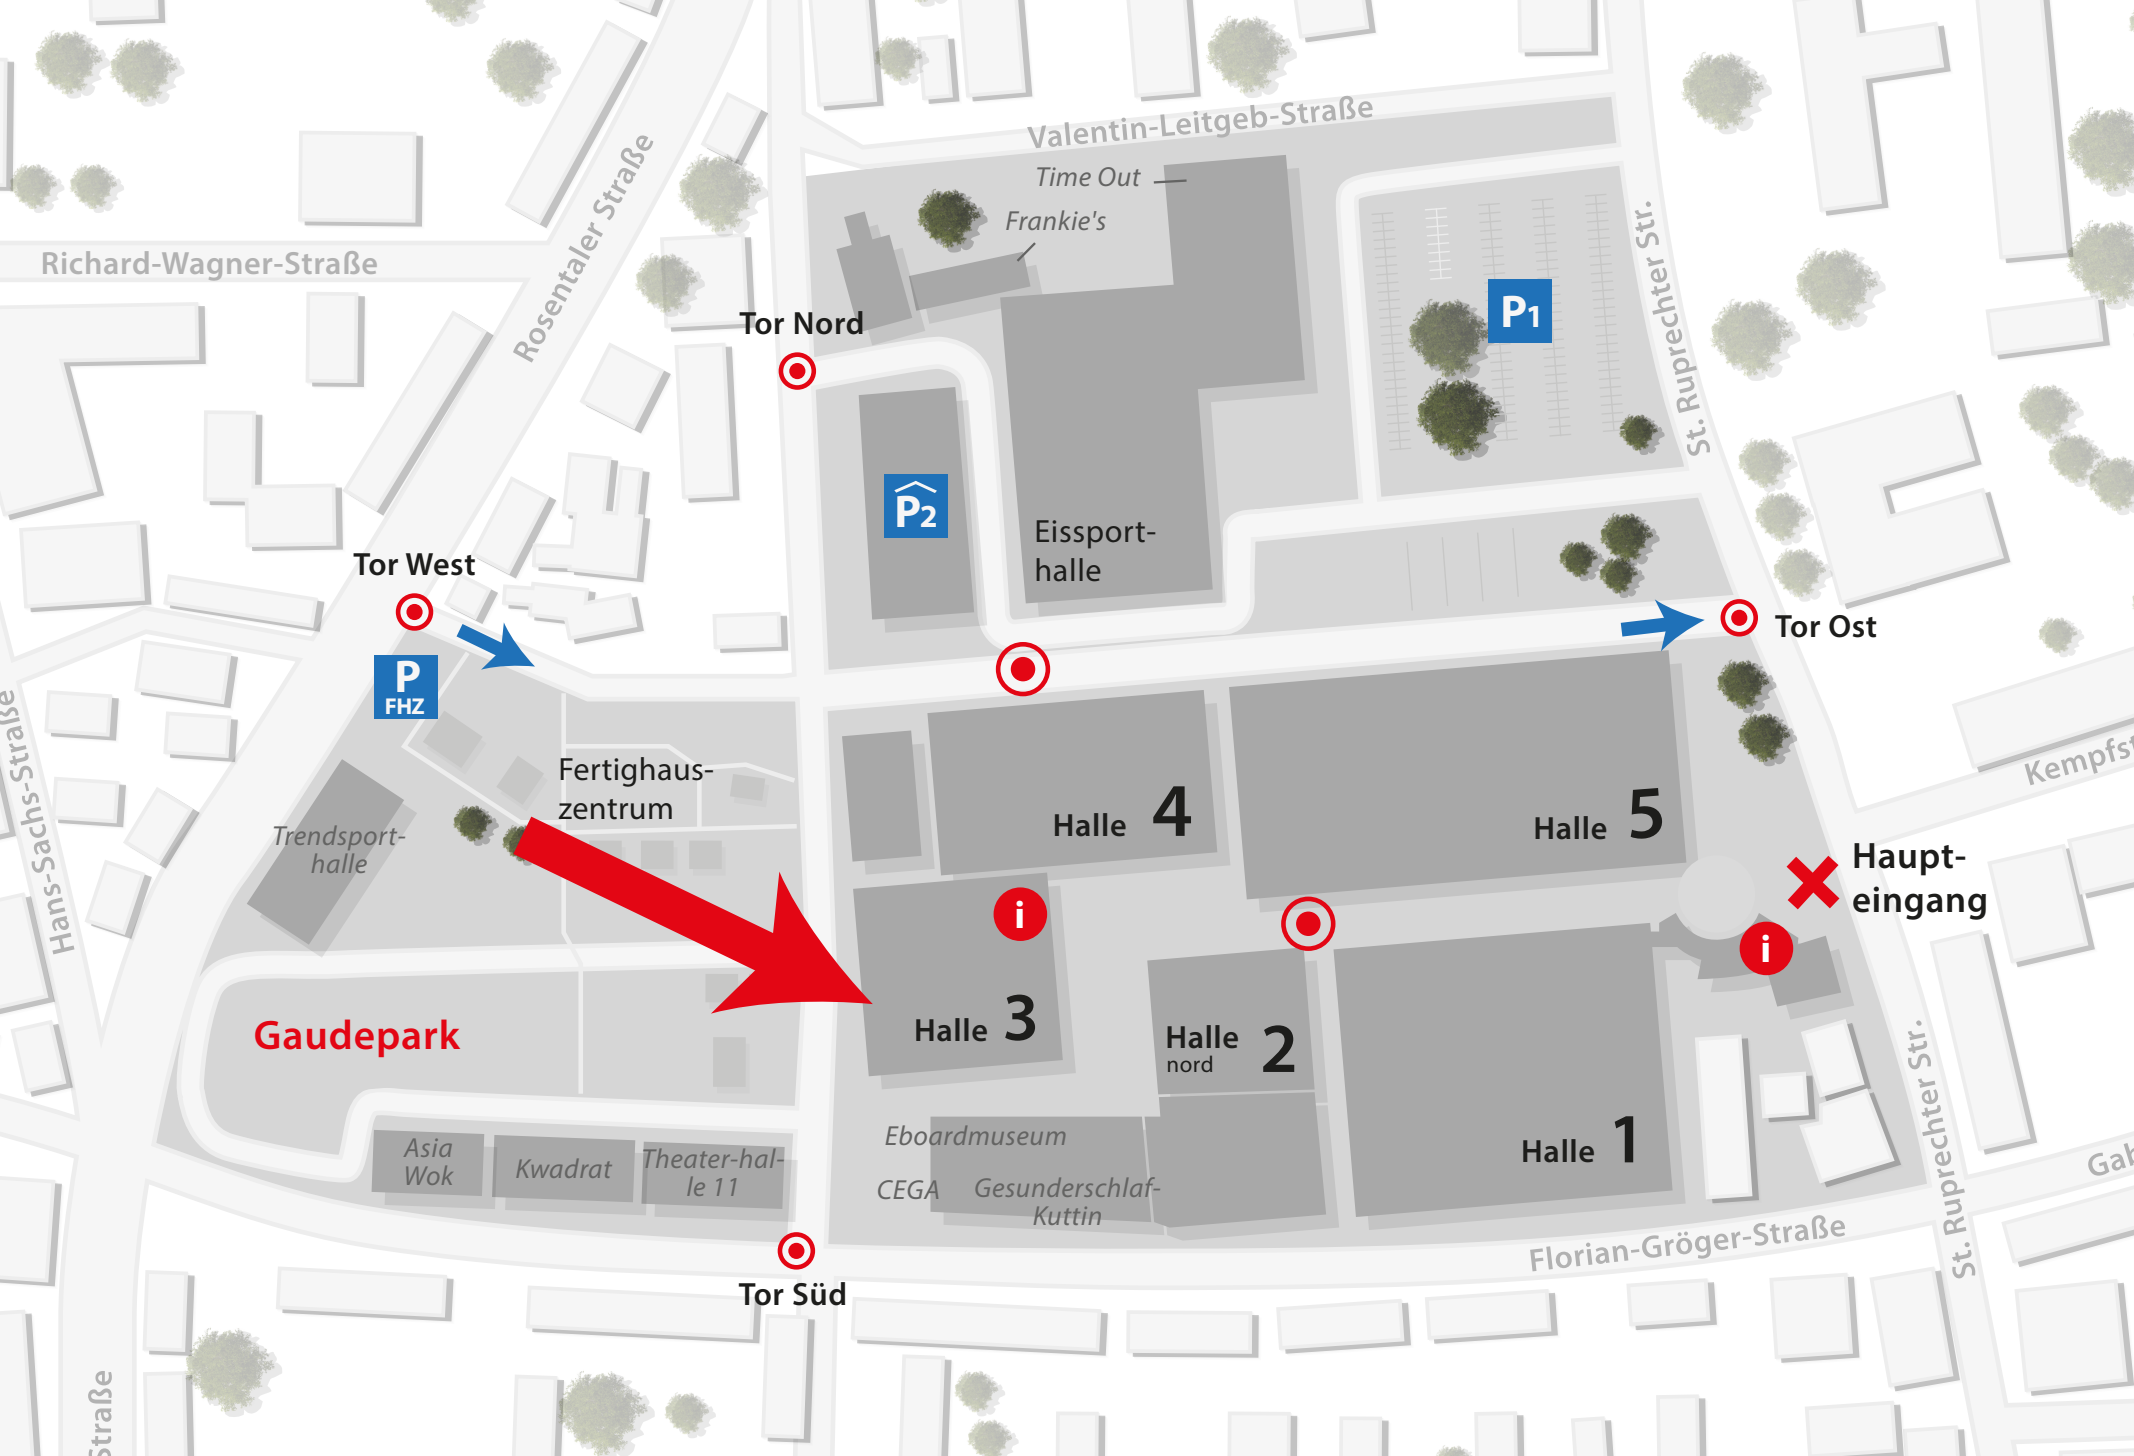 Valentin-Leitgeb-Straße
Time Out
Frankie's
Richard-Wagner-Straße
Rosentaler Straße
St. Ruprechter Str.
P1
Tor Nord
P2
Eissport-
halle
Tor West
Tor Ost
P
FHZ
Hans-Sachs-Straße
Fertighaus-
zentrum
Trendsport-
halle
Halle 4
Halle 5
Kempfst
Haupt-
eingang
i
i
Halle 3
Gaudepark
Halle 2
nord
Halle 1
St. Ruprechter Str.
Eboardmuseum
CEGA
Gesunderschlaf-
Kuttin
Asia
Wok
Kwadrat
Theater-hal-
le 11
Gab
Florian-Gröger-Straße
Tor Süd
Straße